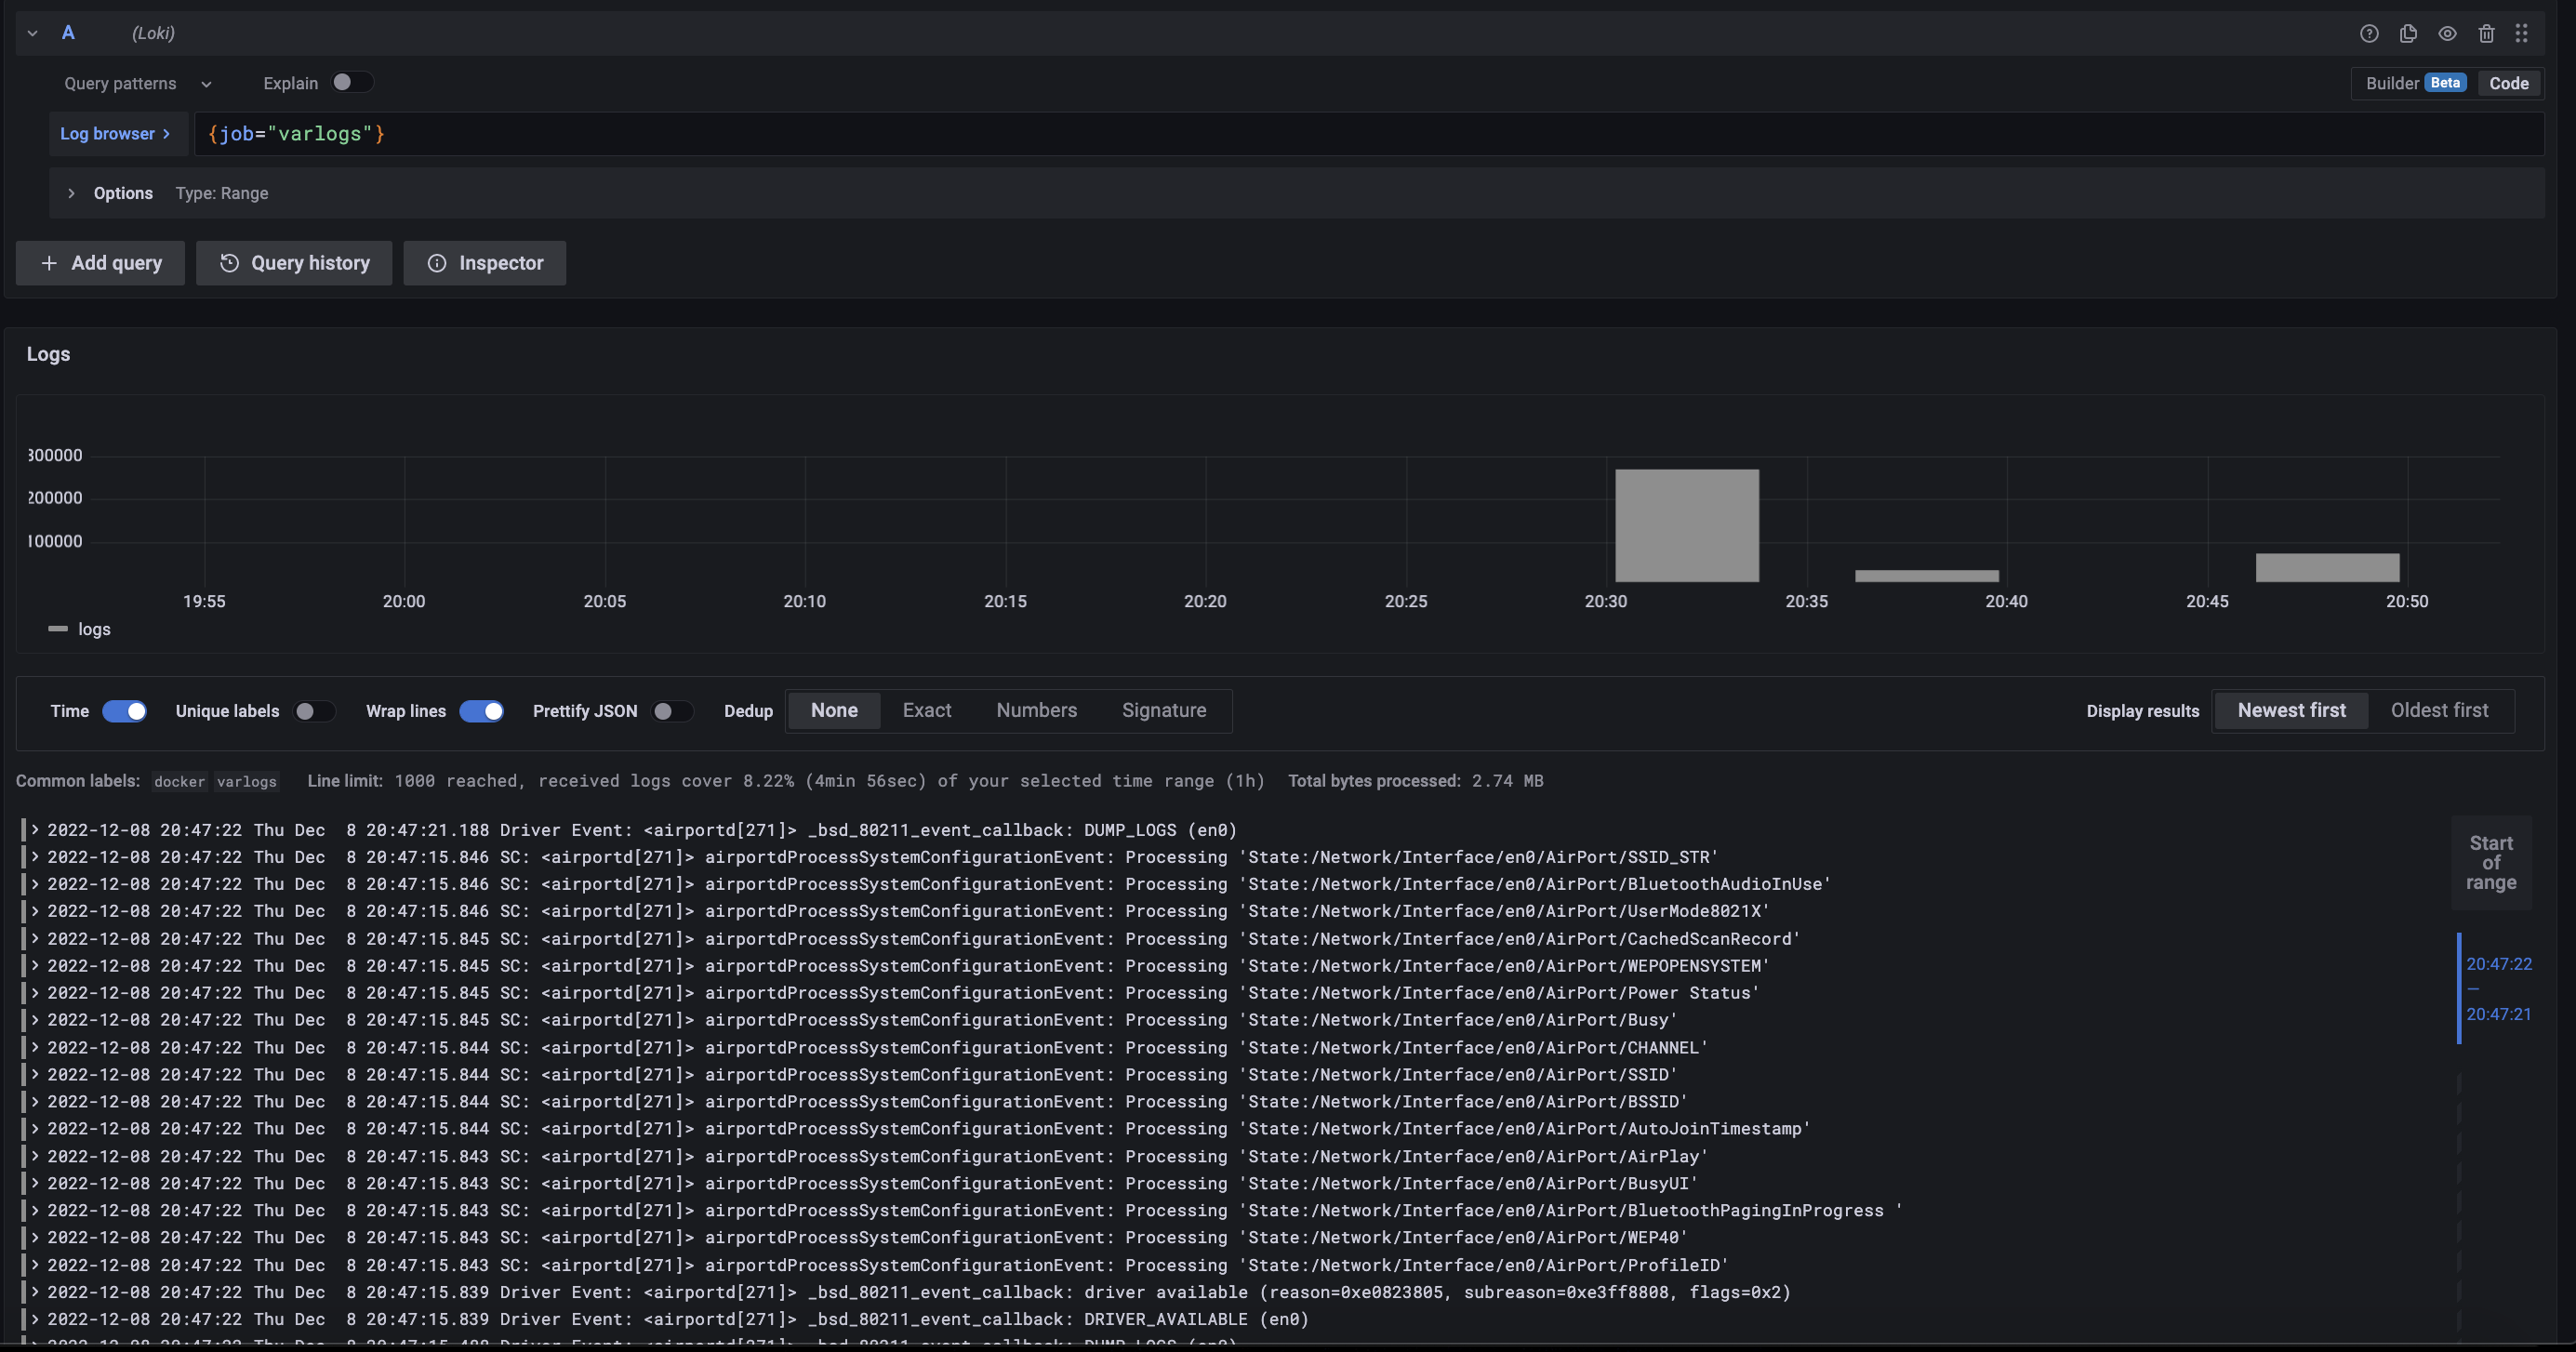 A (Loki)
Query patterns Explain Builder Beta Code
Log browser > {job="varlogs"}
> Options Type: Range
+ Add query Query history Inspector
Logs
300000
200000
100000
19:55 20:00 20:05 20:10 20:15 20:20 20:25 20:30 20:35 20:40 20:45 20:50
logs
Time Unique labels Wrap lines Prettify JSON Dedup None Exact Numbers Signature Display results Newest first Oldest first
Common labels: docker varlogs Line limit: 1000 reached, received logs cover 8.22% (4min 56sec) of your selected time range (1h) Total bytes processed: 2.74 MB
> 2022-12-08 20:47:22 Thu Dec  8 20:47:21.188 Driver Event: <airportd[271]> _bsd_80211_event_callback: DUMP_LOGS (en0)
> 2022-12-08 20:47:22 Thu Dec  8 20:47:15.846 SC: <airportd[271]> airportdProcessSystemConfigurationEvent: Processing 'State:/Network/Interface/en0/AirPort/SSID_STR'
> 2022-12-08 20:47:22 Thu Dec  8 20:47:15.846 SC: <airportd[271]> airportdProcessSystemConfigurationEvent: Processing 'State:/Network/Interface/en0/AirPort/BluetoothAudioInUse'
> 2022-12-08 20:47:22 Thu Dec  8 20:47:15.846 SC: <airportd[271]> airportdProcessSystemConfigurationEvent: Processing 'State:/Network/Interface/en0/AirPort/UserMode8021X'
> 2022-12-08 20:47:22 Thu Dec  8 20:47:15.845 SC: <airportd[271]> airportdProcessSystemConfigurationEvent: Processing 'State:/Network/Interface/en0/AirPort/CachedScanRecord'
> 2022-12-08 20:47:22 Thu Dec  8 20:47:15.845 SC: <airportd[271]> airportdProcessSystemConfigurationEvent: Processing 'State:/Network/Interface/en0/AirPort/WEPOPENSYSTEM'
> 2022-12-08 20:47:22 Thu Dec  8 20:47:15.845 SC: <airportd[271]> airportdProcessSystemConfigurationEvent: Processing 'State:/Network/Interface/en0/AirPort/Power Status'
> 2022-12-08 20:47:22 Thu Dec  8 20:47:15.845 SC: <airportd[271]> airportdProcessSystemConfigurationEvent: Processing 'State:/Network/Interface/en0/AirPort/Busy'
> 2022-12-08 20:47:22 Thu Dec  8 20:47:15.844 SC: <airportd[271]> airportdProcessSystemConfigurationEvent: Processing 'State:/Network/Interface/en0/AirPort/CHANNEL'
> 2022-12-08 20:47:22 Thu Dec  8 20:47:15.844 SC: <airportd[271]> airportdProcessSystemConfigurationEvent: Processing 'State:/Network/Interface/en0/AirPort/SSID'
> 2022-12-08 20:47:22 Thu Dec  8 20:47:15.844 SC: <airportd[271]> airportdProcessSystemConfigurationEvent: Processing 'State:/Network/Interface/en0/AirPort/BSSID'
> 2022-12-08 20:47:22 Thu Dec  8 20:47:15.844 SC: <airportd[271]> airportdProcessSystemConfigurationEvent: Processing 'State:/Network/Interface/en0/AirPort/AutoJoinTimestamp'
> 2022-12-08 20:47:22 Thu Dec  8 20:47:15.843 SC: <airportd[271]> airportdProcessSystemConfigurationEvent: Processing 'State:/Network/Interface/en0/AirPort/AirPlay'
> 2022-12-08 20:47:22 Thu Dec  8 20:47:15.843 SC: <airportd[271]> airportdProcessSystemConfigurationEvent: Processing 'State:/Network/Interface/en0/AirPort/BusyUI'
> 2022-12-08 20:47:22 Thu Dec  8 20:47:15.843 SC: <airportd[271]> airportdProcessSystemConfigurationEvent: Processing 'State:/Network/Interface/en0/AirPort/BluetoothPagingInProgress '
> 2022-12-08 20:47:22 Thu Dec  8 20:47:15.843 SC: <airportd[271]> airportdProcessSystemConfigurationEvent: Processing 'State:/Network/Interface/en0/AirPort/WEP40'
> 2022-12-08 20:47:22 Thu Dec  8 20:47:15.843 SC: <airportd[271]> airportdProcessSystemConfigurationEvent: Processing 'State:/Network/Interface/en0/AirPort/ProfileID'
> 2022-12-08 20:47:22 Thu Dec  8 20:47:15.839 Driver Event: <airportd[271]> _bsd_80211_event_callback: driver available (reason=0xe0823805, subreason=0xe3ff8808, flags=0x2)
> 2022-12-08 20:47:22 Thu Dec  8 20:47:15.839 Driver Event: <airportd[271]> _bsd_80211_event_callback: DRIVER_AVAILABLE (en0)
Start
of
range
20:47:22
—
20:47:21